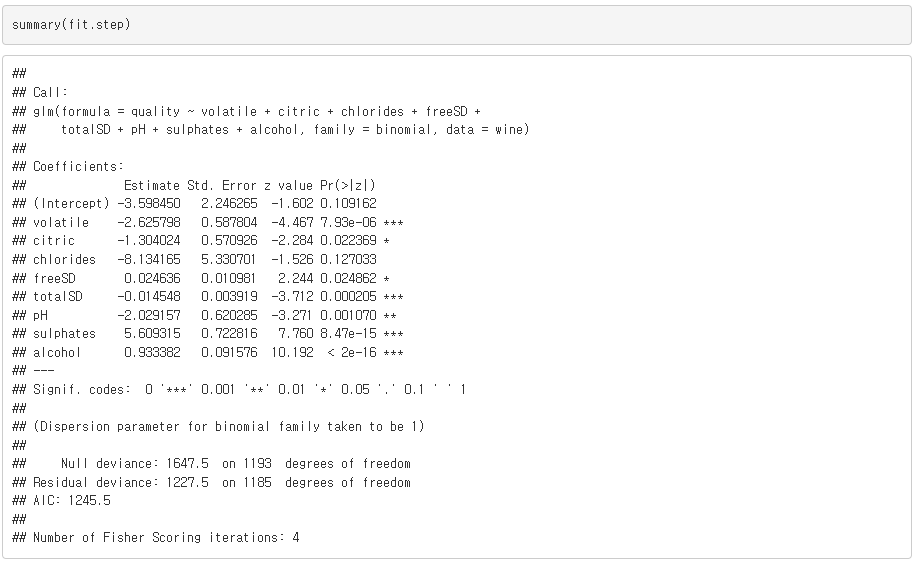 summary(fit.step)
##
## Call:
## glm(formula = quality ~ volatile + citric + chlorides + freeSD +
##     totalSD + pH + sulphates + alcohol, family = binomial, data = wine)
##
## Coefficients:
##              Estimate Std. Error z value Pr(>|z|)
## (Intercept) -3.598450   2.246265  -1.602 0.109162
## volatile    -2.625798   0.587804  -4.467 7.93e-06 ***
## citric      -1.304024   0.570926  -2.284 0.022369 *
## chlorides   -8.134165   5.330701  -1.526 0.127033
## freeSD       0.024636   0.010981   2.244 0.024862 *
## totalSD     -0.014548   0.003919  -3.712 0.000205 ***
## pH          -2.029157   0.620285  -3.271 0.001070 **
## sulphates    5.609315   0.722816   7.760 8.47e-15 ***
## alcohol      0.933382   0.091576  10.192  < 2e-16 ***
## ---
## Signif. codes:  0 '***' 0.001 '**' 0.01 '*' 0.05 '.' 0.1 ' ' 1
##
## (Dispersion parameter for binomial family taken to be 1)
##
##     Null deviance: 1647.5  on 1193  degrees of freedom
## Residual deviance: 1227.5  on 1185  degrees of freedom
## AIC: 1245.5
##
## Number of Fisher Scoring iterations: 4